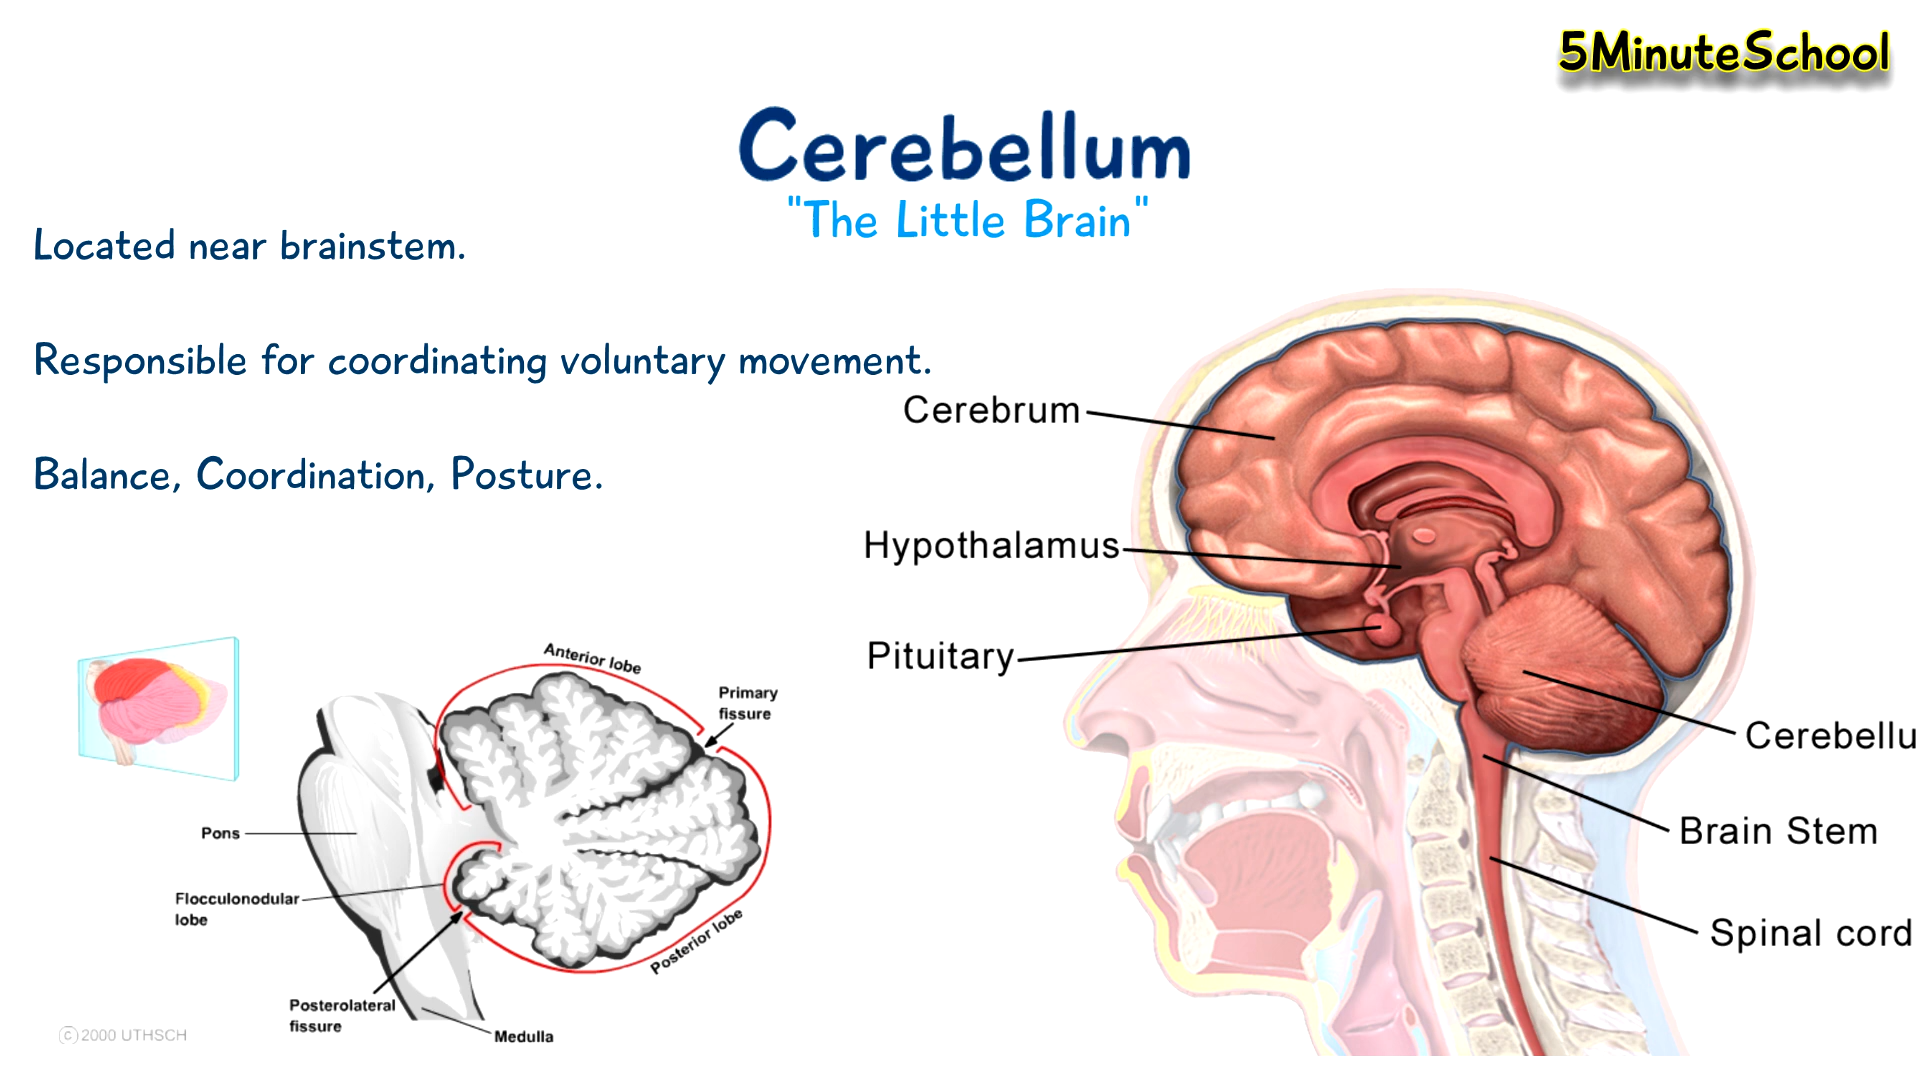 5MinuteSchool
Cerebellum
"The Little Brain"
Located near brainstem.
Responsible for coordinating voluntary movement.
Balance, Coordination, Posture.
Cerebrum
Hypothalamus
Pituitary
Cerebellu
Brain Stem
Spinal cord
Anterior lobe
Primary
fissure
Pons
Flocculonodular
lobe
Posterior lobe
Posterolateral
fissure
Medulla
©2000 UTHSCH